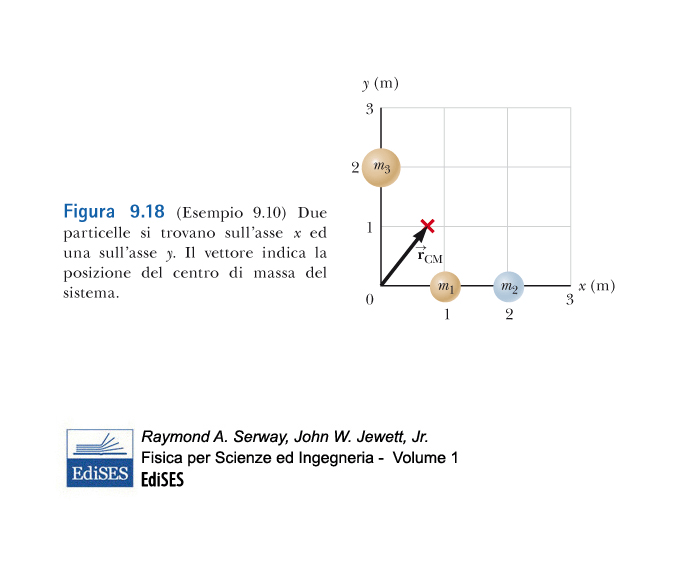 y (m)
3
2
m3
1
r⃗CM
0
m1
m2
x (m)
3
1
2
Figura 9.18 (Esempio 9.10) Due
particelle si trovano sull'asse x ed
una sull'asse y. Il vettore indica la
posizione del centro di massa del
sistema.
EdiSES
Raymond A. Serway, John W. Jewett, Jr.
Fisica per Scienze ed Ingegneria - Volume 1
EdiSES